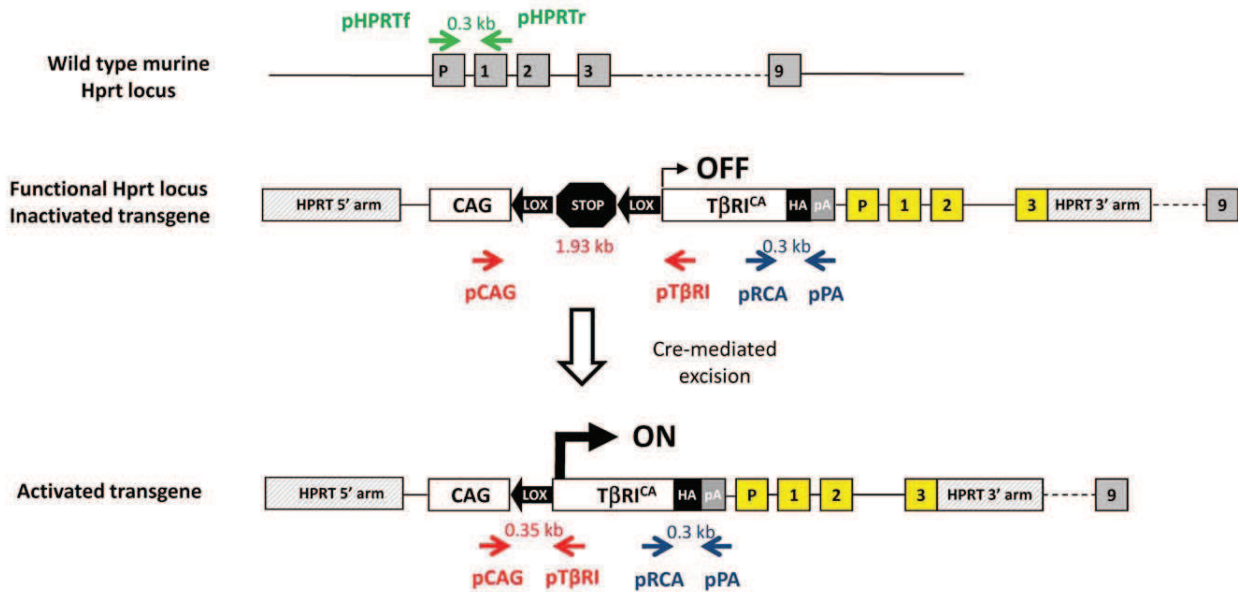 pHPRTf 0.3 kb pHPRTr
Wild type murine
Hprt locus
P 1 2 3 9
OFF
Functional Hprt locus
Inactivated transgene
HPRT 5' arm CAG LOX STOP LOX TβRI^CA HA pA P 1 2 3 HPRT 3' arm 9
1.93 kb 0.3 kb
pCAG pTβRI pRCA pPA
Cre-mediated
excision
ON
Activated transgene
HPRT 5' arm CAG LOX TβRI^CA HA pA P 1 2 3 HPRT 3' arm 9
0.35 kb 0.3 kb
pCAG pTβRI pRCA pPA